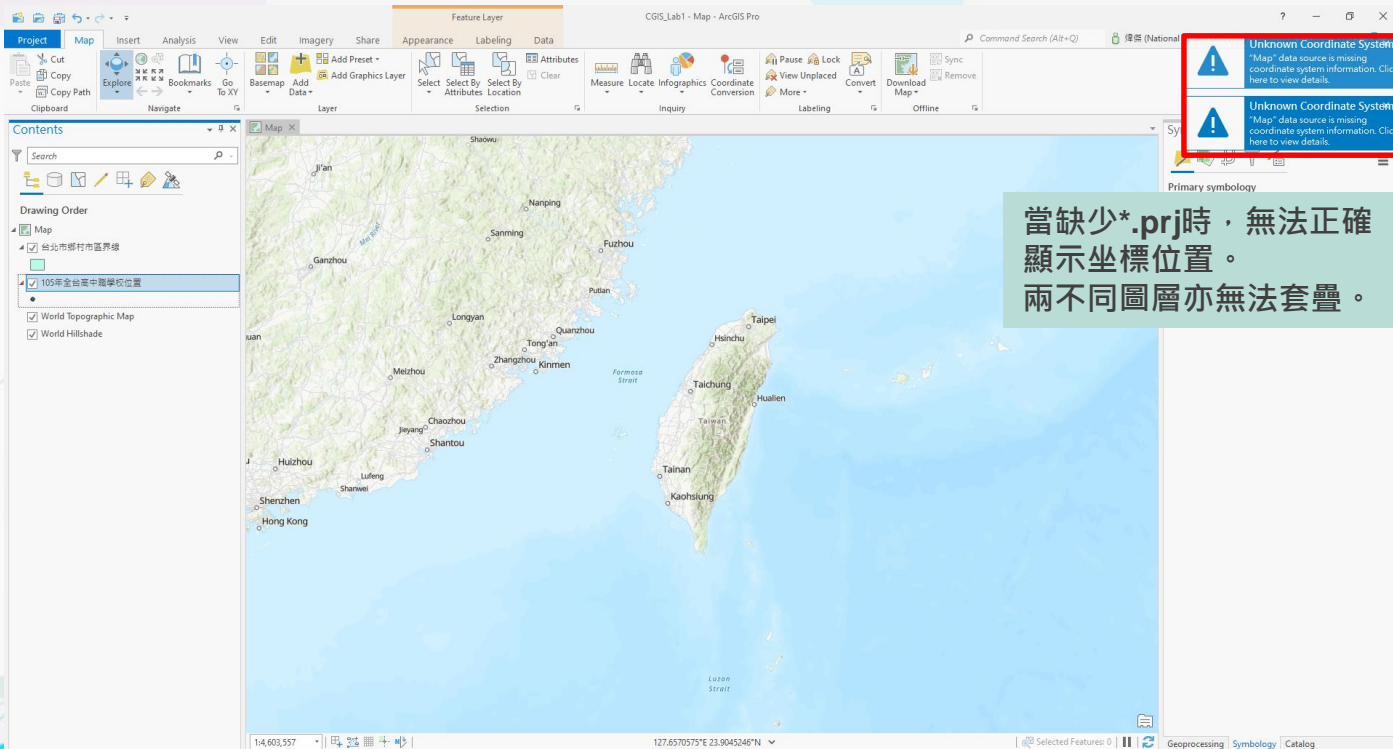 CGIS_Lab1 - Map - ArcGIS Pro
Feature Layer
? — X
Project Map Insert Analysis View Edit Imagery Share Appearance Labeling Data
Command Search (Alt+Q)
(National
Paste
Cut
Copy
Copy Path
Clipboard
Explore
Bookmarks
Go To XY
Navigate
Basemap
Add Data
Add Preset
Add Graphics Layer
Layer
Select
Select By Attributes
Select By Location
Attributes
Clear
Selection
Measure
Locate
Infographics
Coordinate Conversion
Inquiry
Pause
Lock
View Unplaced
More
Convert
Labeling
Download Map
Sync
Remove
Offline
Unknown Coordinate System
"Map" data source is missing
coordinate system information. Clic
here to view details.
Unknown Coordinate System
"Map" data source is missing
coordinate system information. Clic
here to view details.
Contents
Search
Drawing Order
Map
台北市鄉村市區界線
105年全台高中職學校位置
World Topographic Map
World Hillshade
Map
Shaowu
Ji'an
Nanping
Mei River
Sanming
Fuzhou
Ganzhou
Putian
Longyan
Taipei
uan
Quanzhou
Hsinchu
Tong'an
Zhangzhou
Kinmen
Meizhou
Formosa
Strait
Taichung
Hualien
Chaozhou
Taiwan
Jieyang
Shantou
Huizhou
Tainan
Lufeng
Shanwei
Shenzhen
Kaohsiung
Hong Kong
Luzon
Strait
Sy
Primary symbology
當缺少*.prj時，無法正確
顯示坐標位置。
兩不同圖層亦無法套疊。
1:4,603,557
127.6570575°E 23.9045246°N
Selected Features: 0
Geoprocessing Symbology Catalog